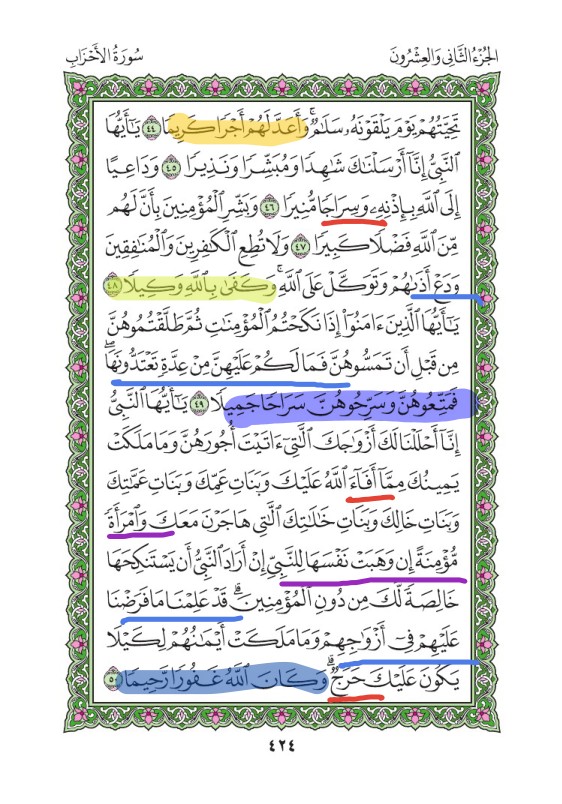 الجُزْءُ الثَّانِي وَالعِشْرُونَ سُورَةُ الأَحْزَابِ
تَحِيَّتُهُمْ يَوْمَ يَلْقَوْنَهُۥ سَلَٰمٌ ۚ وَأَعَدَّ لَهُمْ أَجْرًا كَرِيمًا ٤٤ يَٰٓأَيُّهَا
ٱلنَّبِيُّ إِنَّآ أَرْسَلْنَٰكَ شَٰهِدًا وَمُبَشِّرًا وَنَذِيرًا ٤٥ وَدَاعِيًا
إِلَى ٱللَّهِ بِإِذْنِهِۦ وَسِرَاجًا مُّنِيرًا ٤٦ وَبَشِّرِ ٱلْمُؤْمِنِينَ بِأَنَّ لَهُم
مِّنَ ٱللَّهِ فَضْلًا كَبِيرًا ٤٧ وَلَا تُطِعِ ٱلْكَٰفِرِينَ وَٱلْمُنَٰفِقِينَ
وَدَعْ أَذَىٰهُمْ وَتَوَكَّلْ عَلَى ٱللَّهِ ۚ وَكَفَىٰ بِٱللَّهِ وَكِيلًا ٤٨
يَٰٓأَيُّهَا ٱلَّذِينَ ءَامَنُوٓا۟ إِذَا نَكَحْتُمُ ٱلْمُؤْمِنَٰتِ ثُمَّ طَلَّقْتُمُوهُنَّ
مِن قَبْلِ أَن تَمَسُّوهُنَّ فَمَا لَكُمْ عَلَيْهِنَّ مِنْ عِدَّةٍ تَعْتَدُّونَهَا ۖ
فَمَتِّعُوهُنَّ وَسَرِّحُوهُنَّ سَرَاحًا جَمِيلًا ٤٩ يَٰٓأَيُّهَا ٱلنَّبِيُّ
إِنَّآ أَحْلَلْنَا لَكَ أَزْوَٰجَكَ ٱلَّٰتِيٓ ءَاتَيْتَ أُجُورَهُنَّ وَمَا مَلَكَتْ
يَمِينُكَ مِمَّآ أَفَآءَ ٱللَّهُ عَلَيْكَ وَبَنَاتِ عَمِّكَ وَبَنَاتِ عَمَّٰتِكَ
وَبَنَاتِ خَالِكَ وَبَنَاتِ خَٰلَٰتِكَ ٱلَّٰتِي هَاجَرْنَ مَعَكَ وَٱمْرَأَةً
مُّؤْمِنَةً إِن وَهَبَتْ نَفْسَهَا لِلنَّبِيِّ إِنْ أَرَادَ ٱلنَّبِيُّ أَن يَسْتَنكِحَهَا
خَالِصَةً لَّكَ مِن دُونِ ٱلْمُؤْمِنِينَ ۗ قَدْ عَلِمْنَا مَا فَرَضْنَا
عَلَيْهِمْ فِيٓ أَزْوَٰجِهِمْ وَمَا مَلَكَتْ أَيْمَٰنُهُمْ لِكَيْلَا
يَكُونَ عَلَيْكَ حَرَجٌ ۗ وَكَانَ ٱللَّهُ غَفُورًا رَّحِيمًا ٥٠
٤٢٤